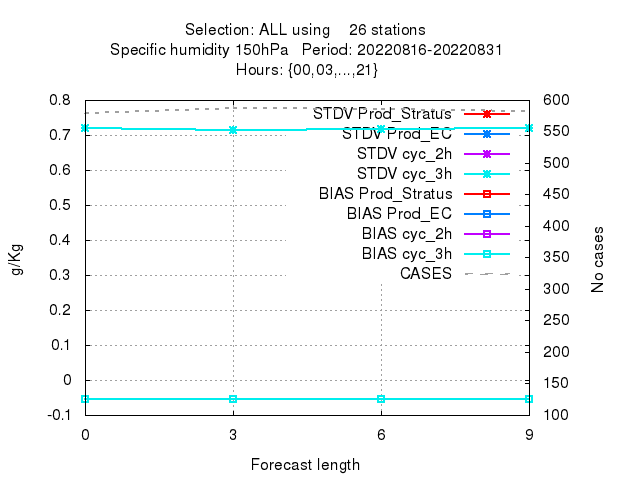 Selection: ALL using 26 stations
Specific humidity 150hPa Period: 20220816-20220831
Hours: {00,03,...,21}
0.8
0.7
0.6
0.5
0.4
0.3
0.2
0.1
0
-0.1
g/Kg
STDV Prod_Stratus
STDV Prod_EC
STDV cyc_2h
STDV cyc_3h
BIAS Prod_Stratus
BIAS Prod_EC
BIAS cyc_2h
BIAS cyc_3h
CASES
600
550
500
450
400
350
300
250
200
150
100
No cases
0 3 6 9
Forecast length